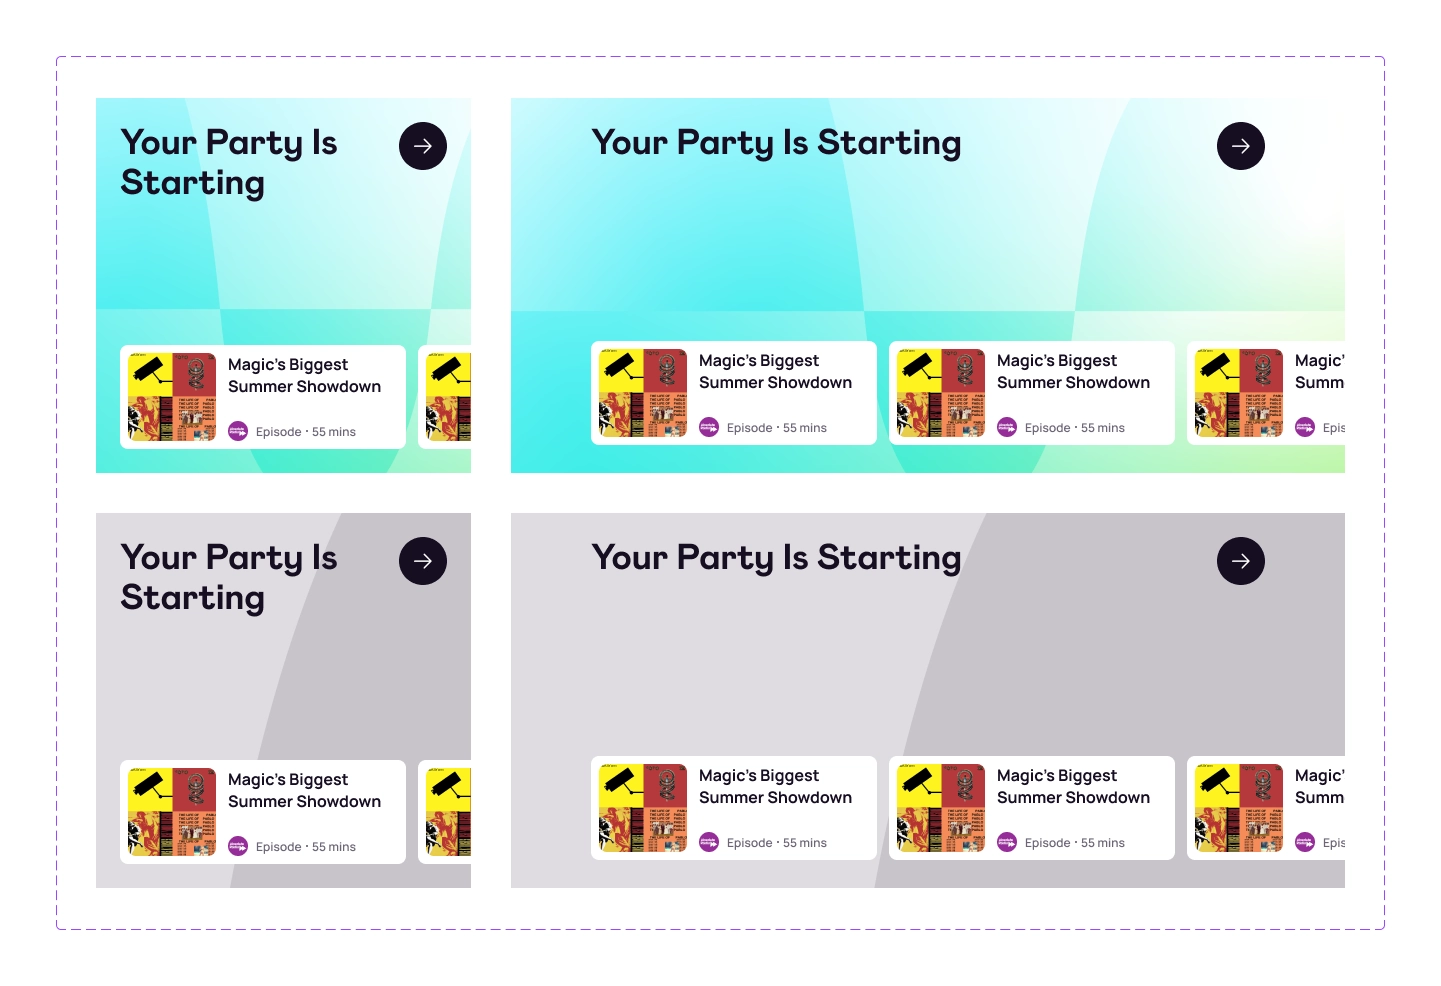 Your Party Is
Starting
Magic's Biggest
Summer Showdown
Episode · 55 mins
Your Party Is Starting
Magic's Biggest
Summer Showdown
Episode · 55 mins
Magic's Biggest
Summer Showdown
Episode · 55 mins
Magic'
Summ
Epis
Your Party Is
Starting
Magic's Biggest
Summer Showdown
Episode · 55 mins
Your Party Is Starting
Magic's Biggest
Summer Showdown
Episode · 55 mins
Magic's Biggest
Summer Showdown
Episode · 55 mins
Magic'
Summ
Epis